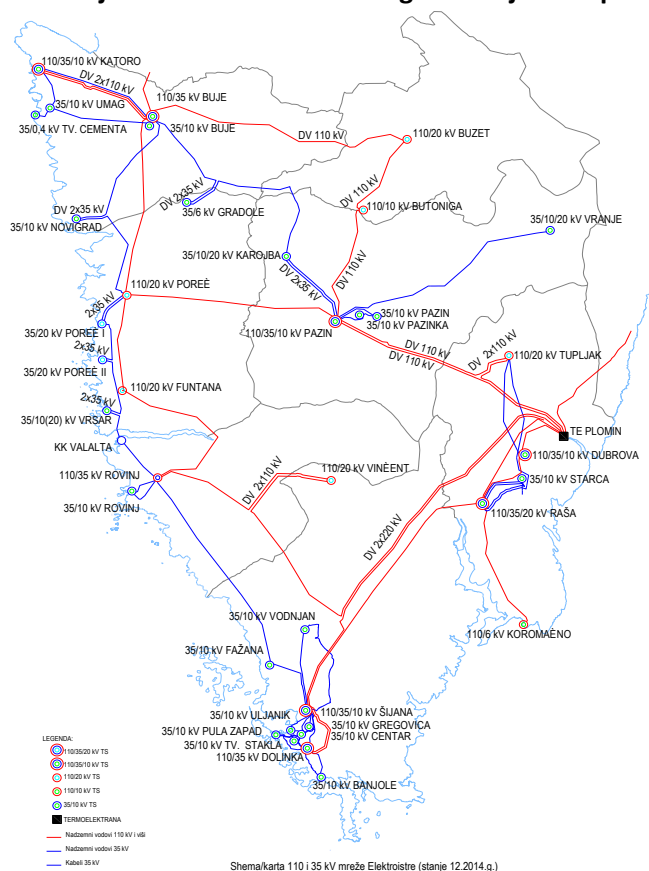 110/35/10 kV KATORO
DV 2x110 kV
110/35 kV BUJE
35/10 kV UMAG
35/0,4 kV TV. CEMENTA
35/10 kV BUJE
DV 110 kV
110/20 kV BUZET
DV 2x35 kV
DV 110 kV
DV 2x35 kV
35/6 kV GRADOLE
110/10 kV BUTONIGA
35/10 kV NOVIGRAD
35/10/20 kV VRANJE
35/10/20 kV KAROJBA
DV 2x35 kV
DV 110 kV
110/20 kV POREÈ
2x35 kV
35/10 kV PAZIN
35/10 kV PAZINKA
110/35/10 kV PAZIN
35/20 kV POREÈ I
DV 110 kV
DV 110 kV
DV 2x110 kV
110/20 kV TUPLJAK
2x35 kV
35/20 kV POREÈ II
110/20 kV FUNTANA
2x35 kV
35/10(20) kV VRSAR
TE PLOMIN
KK VALALTA
110/35/10 kV DUBROVA
110/35 kV ROVINJ
DV 2x110 kV
110/20 kV VINÈENT
35/10 kV STARCA
35/10 kV ROVINJ
110/35/20 kV RAŠA
DV 2x220 kV
35/10 kV VODNJAN
110/6 kV KOROMAÈNO
35/10 kV FAŽANA
35/10 kV ULJANIK
110/35/10 kV ŠIJANA
35/10 kV GREGOVICA
35/10 kV PULA ZAPAD
35/10 kV CENTAR
35/10 kV TV. STAKLA
110/35 kV DOLINKA
35/10 kV BANJOLE
LEGENDA:
110/35/20 kV TS
110/35/10 kV TS
110/20 kV TS
110/10 kV TS
35/10 kV TS
TERMOELEKTRANA
Nadzemni vodovi 110 kV i viši
Nadzemni vodovi 35 kV
Kabeli 35 kV
Shema/karta 110 i 35 kV mreže Elektroistre (stanje 12.2014.g.)